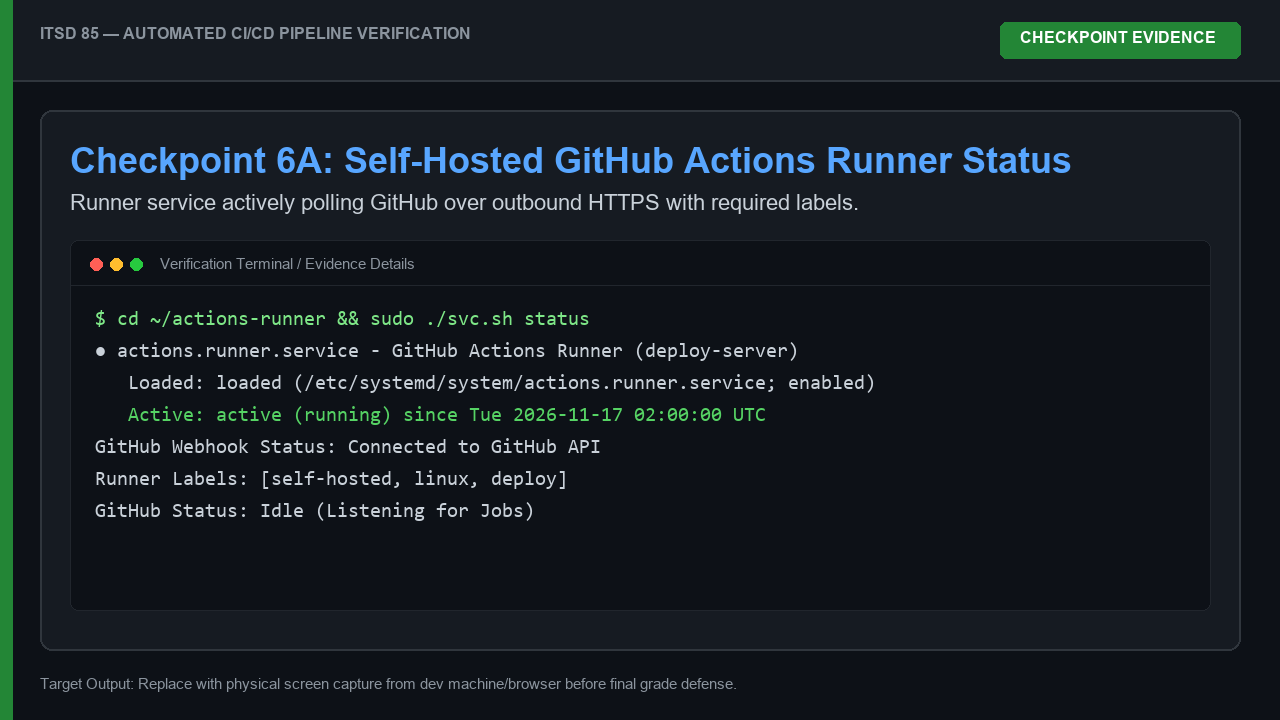 ITSD 85 — AUTOMATED CI/CD PIPELINE VERIFICATION
CHECKPOINT EVIDENCE
Checkpoint 6A: Self-Hosted GitHub Actions Runner Status
Runner service actively polling GitHub over outbound HTTPS with required labels.
Verification Terminal / Evidence Details
$ cd ~/actions-runner && sudo ./svc.sh status
● actions.runner.service - GitHub Actions Runner (deploy-server)
Loaded: loaded (/etc/systemd/system/actions.runner.service; enabled)
Active: active (running) since Tue 2026-11-17 02:00:00 UTC
GitHub Webhook Status: Connected to GitHub API
Runner Labels: [self-hosted, linux, deploy]
GitHub Status: Idle (Listening for Jobs)
Target Output: Replace with physical screen capture from dev machine/browser before final grade defense.